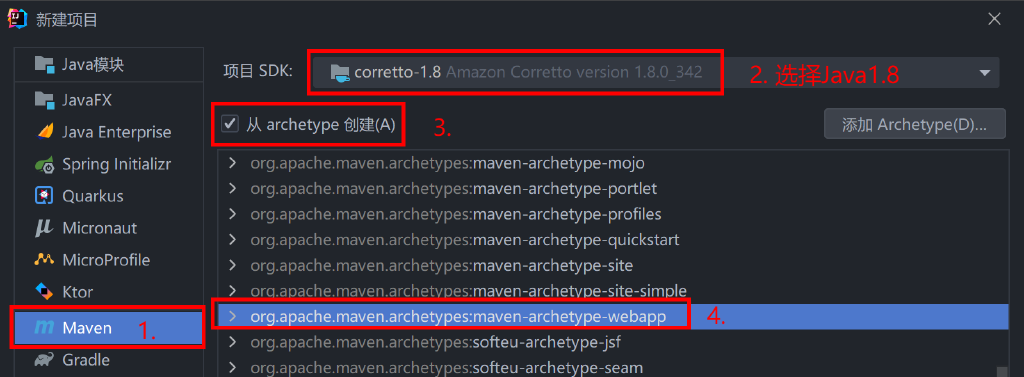 新建项目
Java模块
JavaFX
Java Enterprise
Spring Initializr
Quarkus
Micronaut
MicroProfile
Ktor
Maven 1.
Gradle
项目 SDK: corretto-1.8 Amazon Corretto version 1.8.0_342 2. 选择Java1.8
从 archetype 创建(A) 3. 添加 Archetype(D)...
org.apache.maven.archetypes:maven-archetype-mojo
org.apache.maven.archetypes:maven-archetype-portlet
org.apache.maven.archetypes:maven-archetype-profiles
org.apache.maven.archetypes:maven-archetype-quickstart
org.apache.maven.archetypes:maven-archetype-site
org.apache.maven.archetypes:maven-archetype-site-simple
org.apache.maven.archetypes:maven-archetype-webapp 4.
org.apache.maven.archetypes:softeu-archetype-jsf
org.apache.maven.archetypes:softeu-archetype-seam